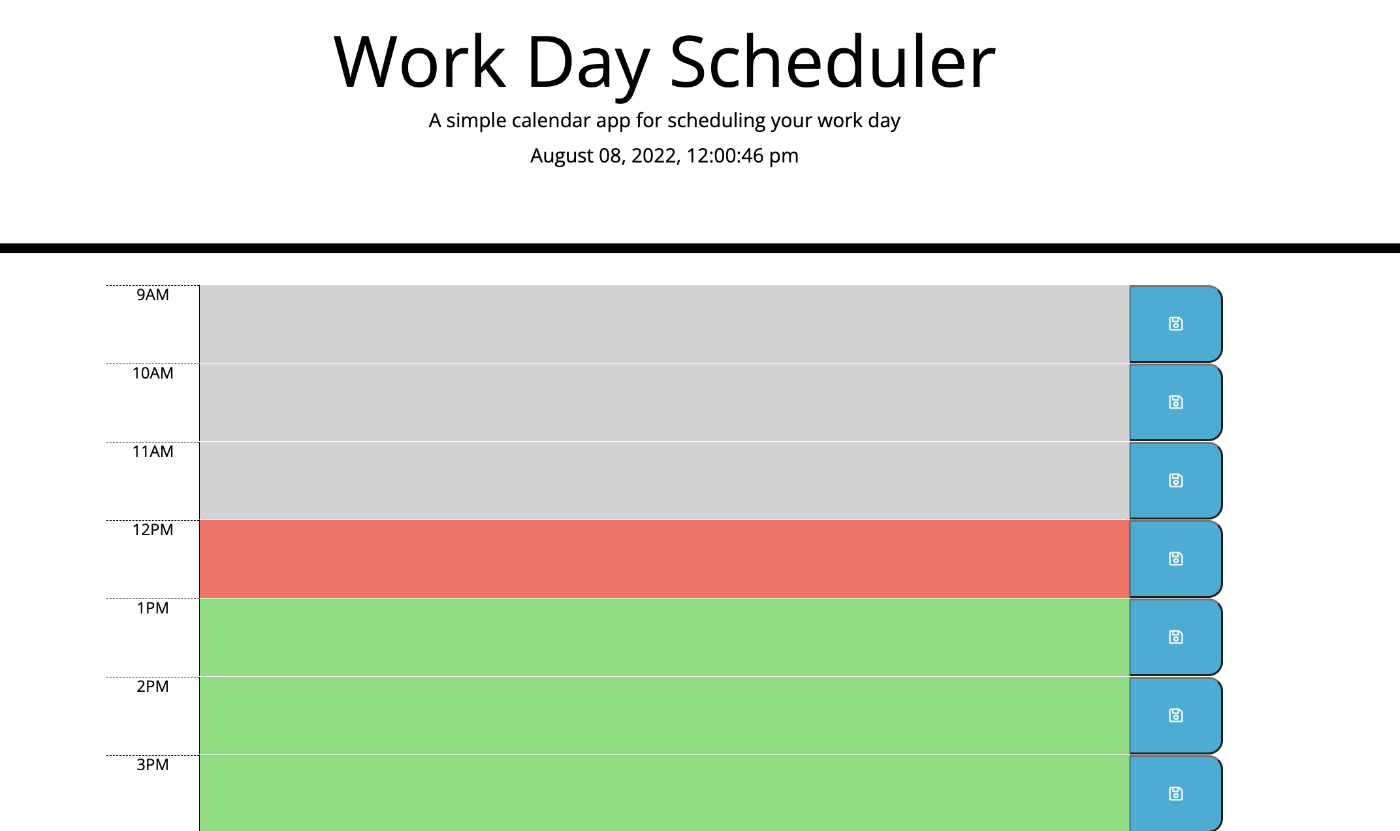 Work Day Scheduler
A simple calendar app for scheduling your work day
August 08, 2022, 12:00:46 pm
9AM
10AM
11AM
12PM
1PM
2PM
3PM